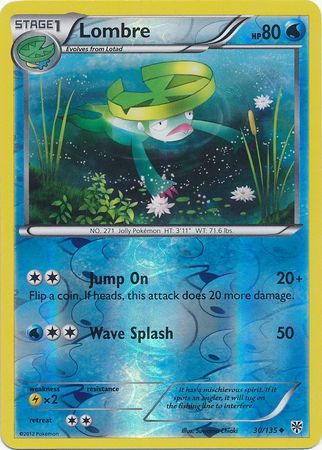 STAGE1
Lombre
HP80
Evolves from Lotad
NO. 271 Jolly Pokémon HT: 3'11" WT: 71.6 lbs.
Jump On 20+
Flip a coin. If heads, this attack does 20 more damage.
Wave Splash 50
weakness resistance
×2
retreat
It has a mischievous spirit. If it
spots an angler, it will tug on
the fishing line to interfere.
©2012 Pokémon
Illus. Suwama Chiaki
30/135